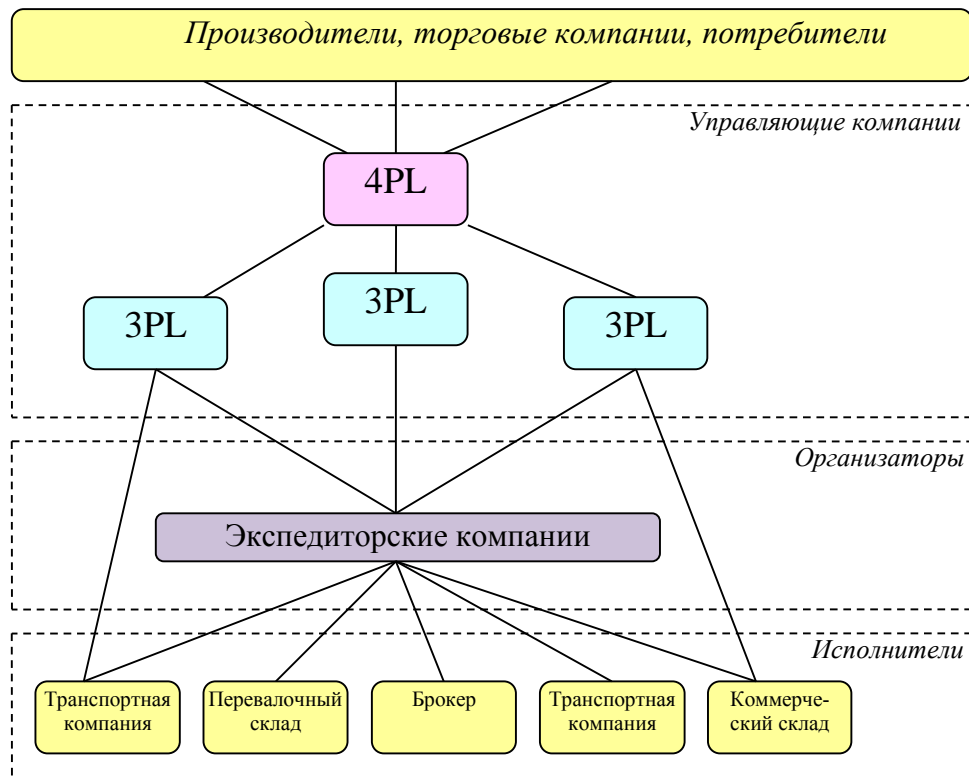 Производители, торговые компании, потребители
Управляющие компании
4PL
3PL
3PL
3PL
Организаторы
Экспедиторские компании
Исполнители
Транспортная
компания
Перевалочный
склад
Брокер
Транспортная
компания
Коммерче-
ский склад